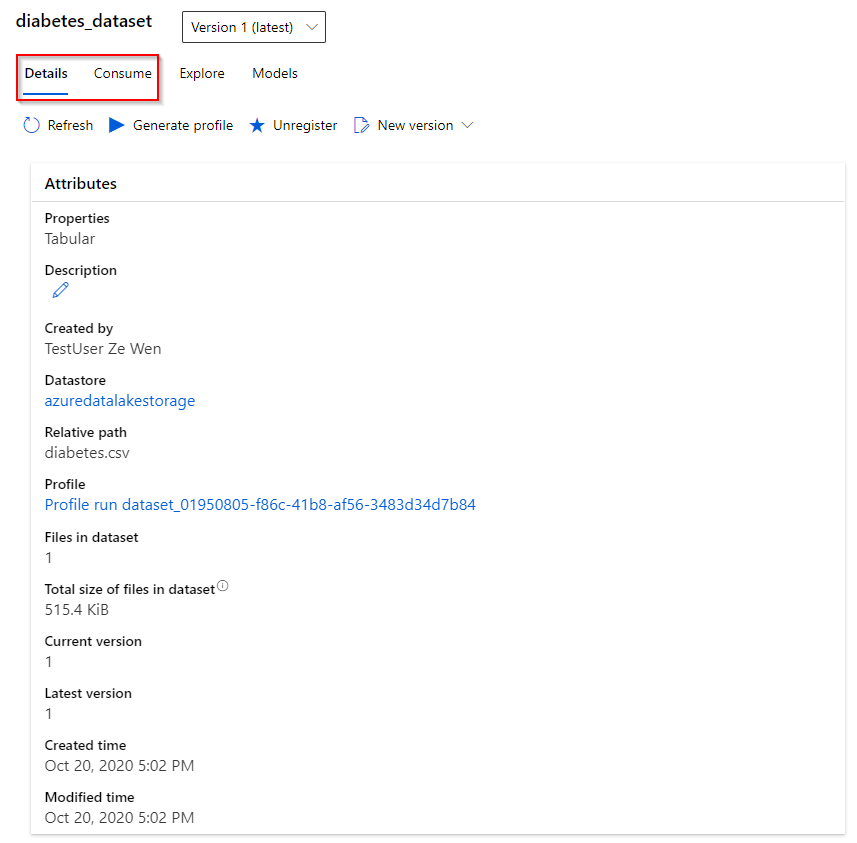 diabetes_dataset
Version 1 (latest)
Details Consume Explore Models
Refresh Generate profile Unregister New version
Attributes
Properties
Tabular
Description
Created by
TestUser Ze Wen
Datastore
azuredatalakestorage
Relative path
diabetes.csv
Profile
Profile run dataset_01950805-f86c-41b8-af56-3483d34d7b84
Files in dataset
1
Total size of files in dataset
515.4 KiB
Current version
1
Latest version
1
Created time
Oct 20, 2020 5:02 PM
Modified time
Oct 20, 2020 5:02 PM